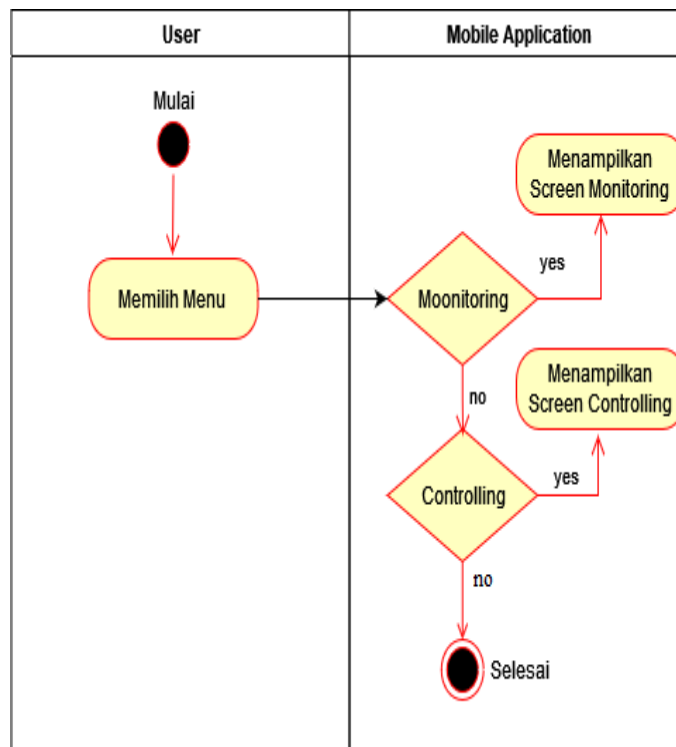 User
Mobile Application
Mulai
Menampilkan
Screen Monitoring
yes
Memilih Menu
Moonitoring
no
Menampilkan
Screen Controlling
yes
Controlling
no
Selesai